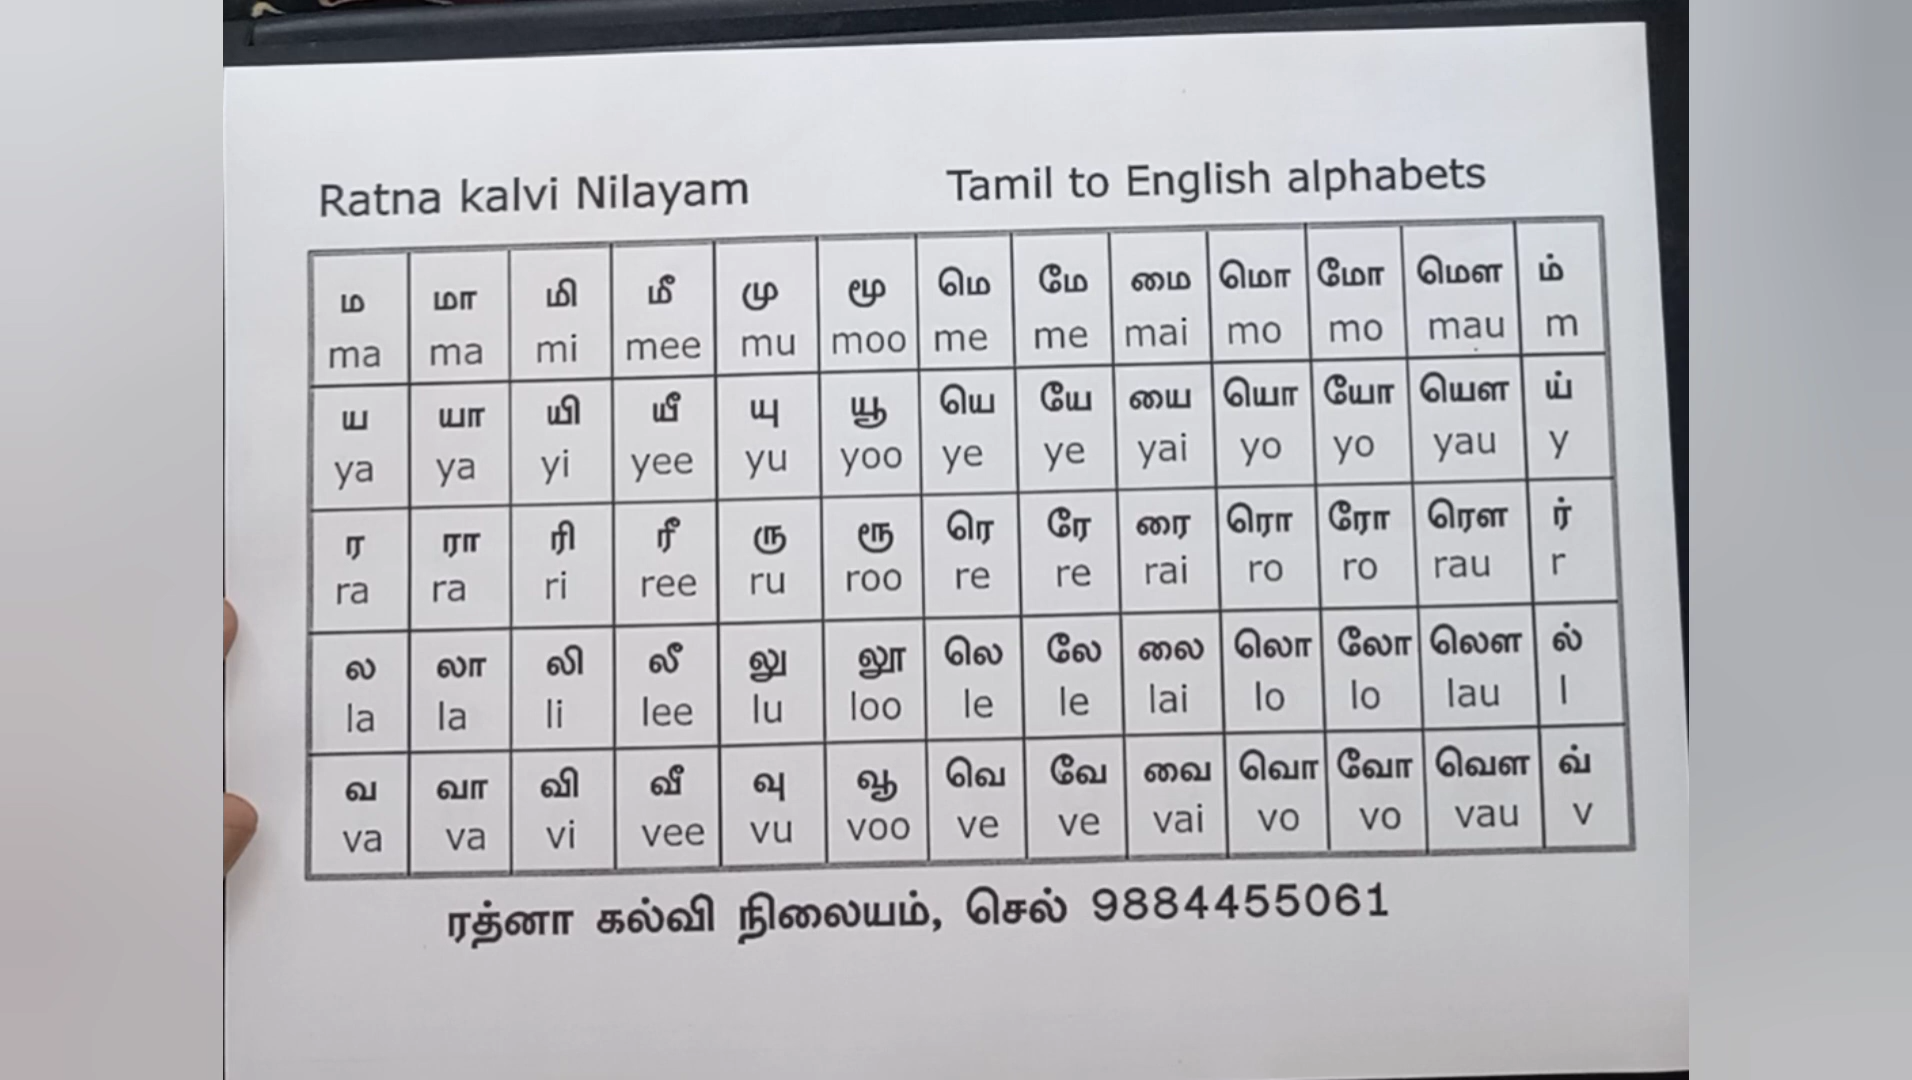 Ratna kalvi Nilayam Tamil to English alphabets
ம மா மி மீ மு மூ மெ மே மை மொ மோ மௌ ம்
ma ma mi mee mu moo me me mai mo mo mau m
ய யா யி யீ யு யூ யெ யே யை யொ யோ யௌ ய்
ya ya yi yee yu yoo ye ye yai yo yo yau y
ர ரா ரி ரீ ரு ரூ ரெ ரே ரை ரொ ரோ ரௌ ர்
ra ra ri ree ru roo re re rai ro ro rau r
ல லா லி லீ லு லூ லெ லே லை லொ லோ லௌ ல்
la la li lee lu loo le le lai lo lo lau l
வ வா வி வீ வு வூ வெ வே வை வொ வோ வௌ வ்
va va vi vee vu voo ve ve vai vo vo vau v
ரத்னா கல்வி நிலையம், செல் 9884455061